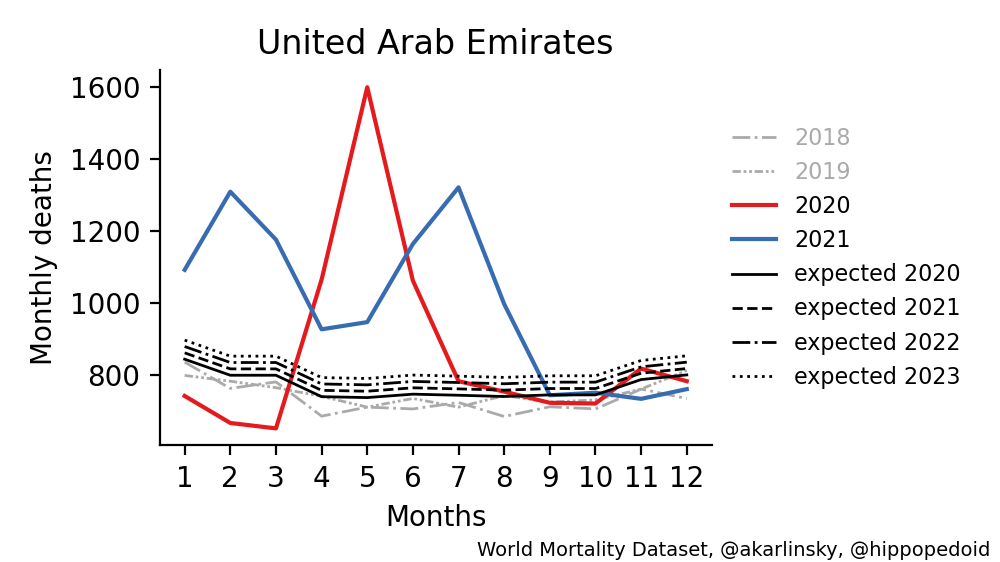 United Arab Emirates
Monthly deaths
1600
1400
1200
1000
800
1 2 3 4 5 6 7 8 9 10 11 12
Months
2018
2019
2020
2021
expected 2020
expected 2021
expected 2022
expected 2023
World Mortality Dataset, @akarlinsky, @hippopedoid